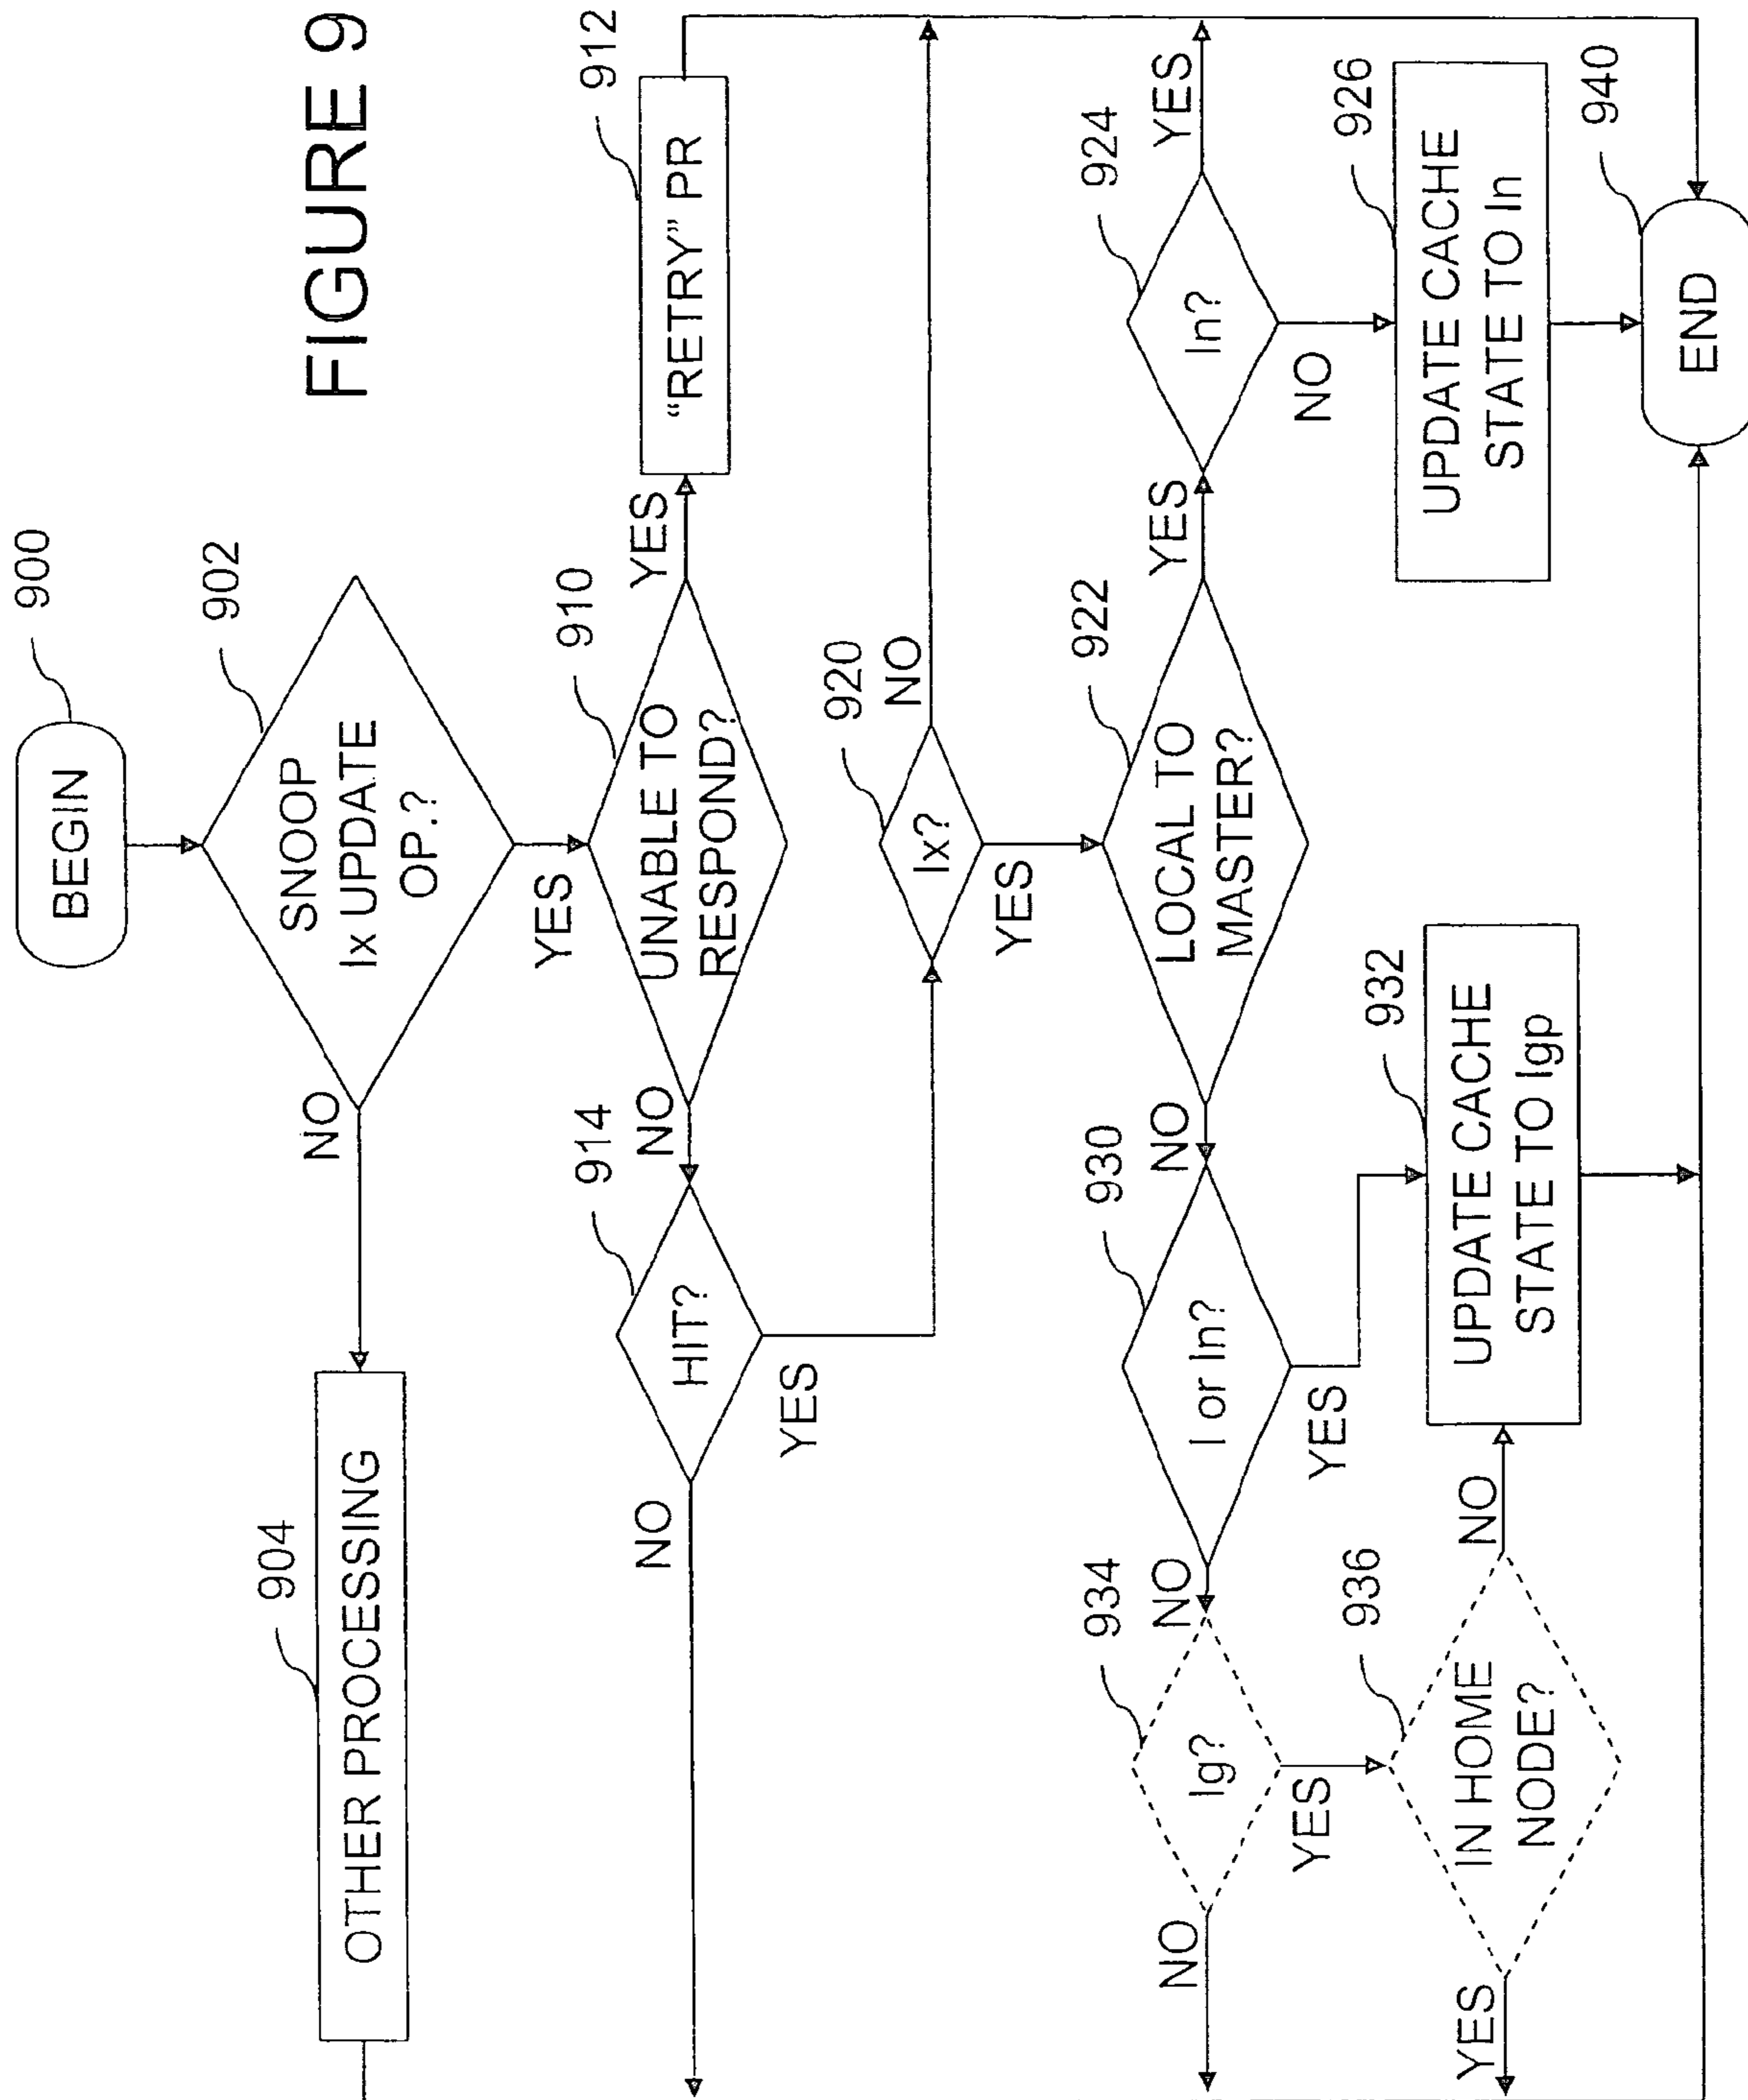 FIGURE 9
BEGIN
900
SNOOP
Ix UPDATE
OP.?
902
NO
YES
OTHER PROCESSING
904
UNABLE TO
RESPOND?
910
YES
NO
"RETRY" PR
912
HIT?
914
NO
YES
Ix?
920
NO
YES
LOCAL TO
MASTER?
922
YES
NO
In?
924
YES
NO
UPDATE CACHE
STATE TO In
926
I or In?
930
YES
NO
UPDATE CACHE
STATE TO Igp
932
Ig?
934
NO
YES
IN HOME
NODE?
936
NO
YES
END
940